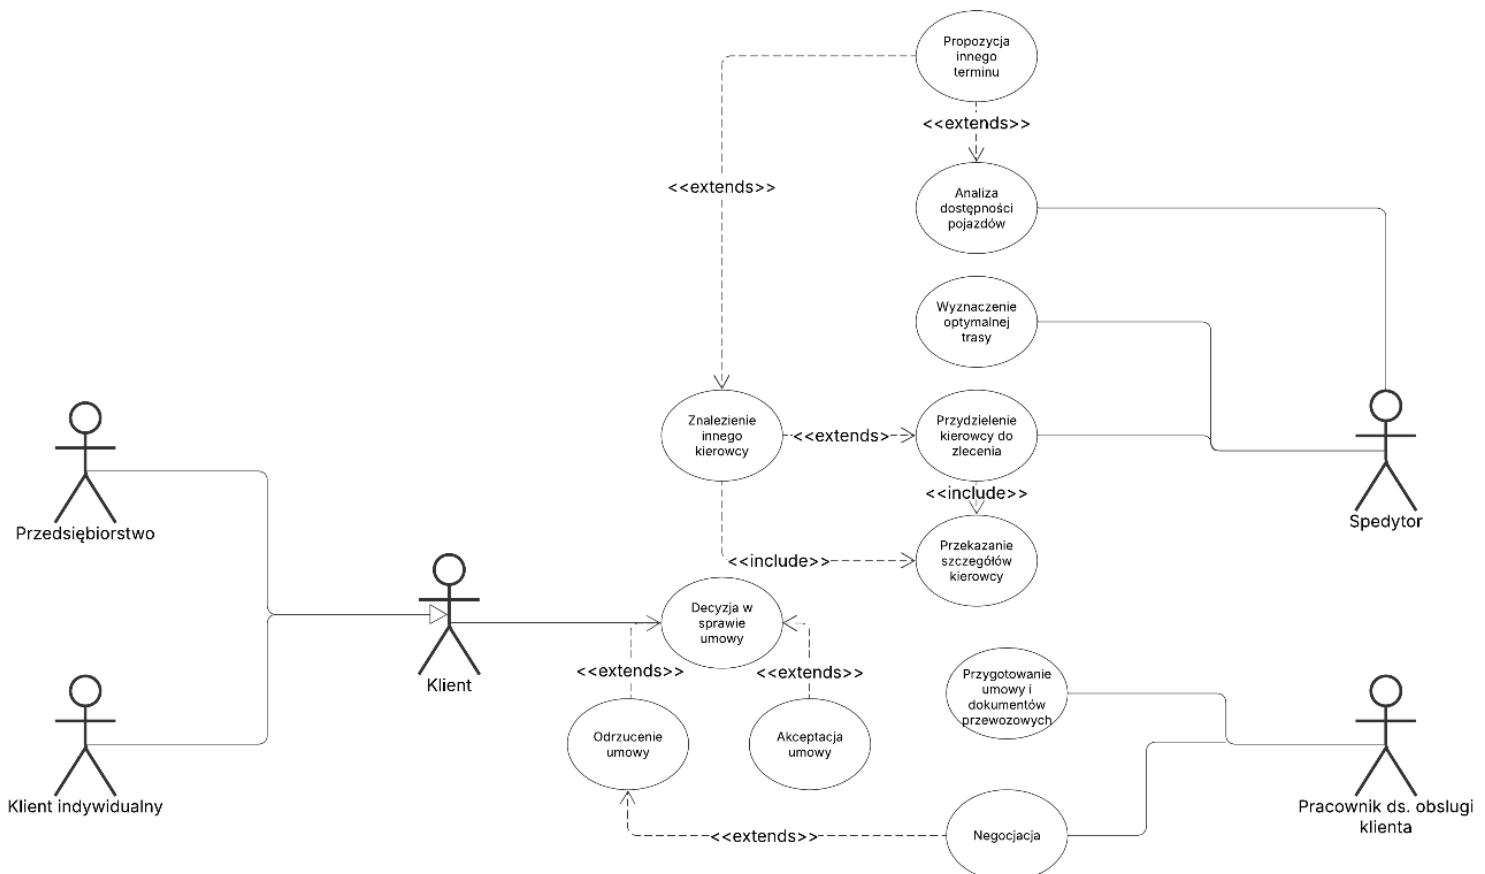 Propozycja
innego
terminu
<<extends>>
<<extends>>
Analiza
dostępności
pojazdów
Wyznaczenie
optymalnej
trasy
Znalezienie
innego
kierowcy
<<extends>
Przydzielenie
kierowcy do
zlecenia
<<include>>
Spedytor
Przedsiębiorstwo
<<include>>
Przekazanie
szczegółów
kierowcy
Decyzja w
sprawie
umowy
Klient
<<extends>>
<<extends>>
Przygotowanie
umowy i
dokumentów
przewozowych
Odrzucenie
umowy
Akceptacja
umowy
Klient indywidualny
Pracownik ds. obslugi
klienta
<<extends>>
Negocjacja